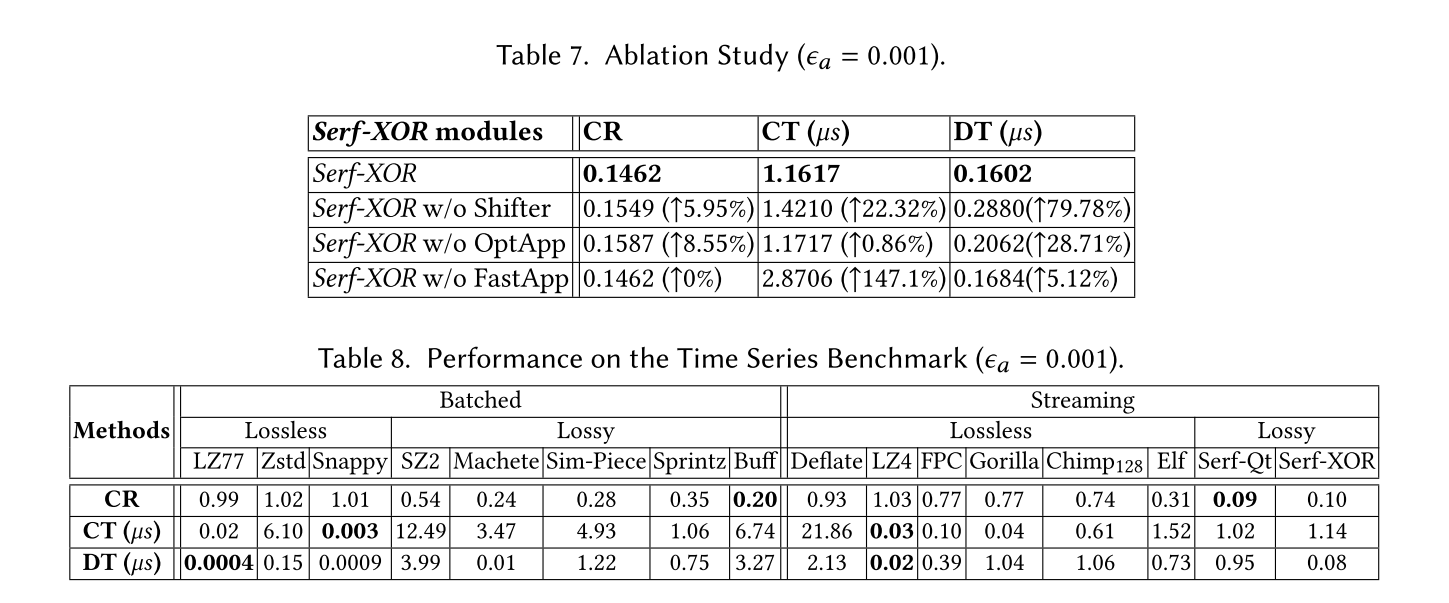 Table 7. Ablation Study (ϵa = 0.001).
Serf-XOR modules CR CT (μs) DT (μs)
Serf-XOR 0.1462 1.1617 0.1602
Serf-XOR w/o Shifter 0.1549 (↑5.95%) 1.4210 (↑22.32%) 0.2880(↑79.78%)
Serf-XOR w/o OptApp 0.1587 (↑8.55%) 1.1717 (↑0.86%) 0.2062(↑28.71%)
Serf-XOR w/o FastApp 0.1462 (↑0%) 2.8706 (↑147.1%) 0.1684(↑5.12%)
Table 8. Performance on the Time Series Benchmark (ϵa = 0.001).
Methods Batched Streaming
Lossless Lossy Lossless Lossy
LZ77 Zstd Snappy SZ2 Machete Sim-Piece Sprintz Buff Deflate LZ4 FPC Gorilla Chimp128 Elf Serf-Qt Serf-XOR
CR 0.99 1.02 1.01 0.54 0.24 0.28 0.35 0.20 0.93 1.03 0.77 0.77 0.74 0.31 0.09 0.10
CT (μs) 0.02 6.10 0.003 12.49 3.47 4.93 1.06 6.74 21.86 0.03 0.10 0.04 0.61 1.52 1.02 1.14
DT (μs) 0.0004 0.15 0.0009 3.99 0.01 1.22 0.75 3.27 2.13 0.02 0.39 1.04 1.06 0.73 0.95 0.08